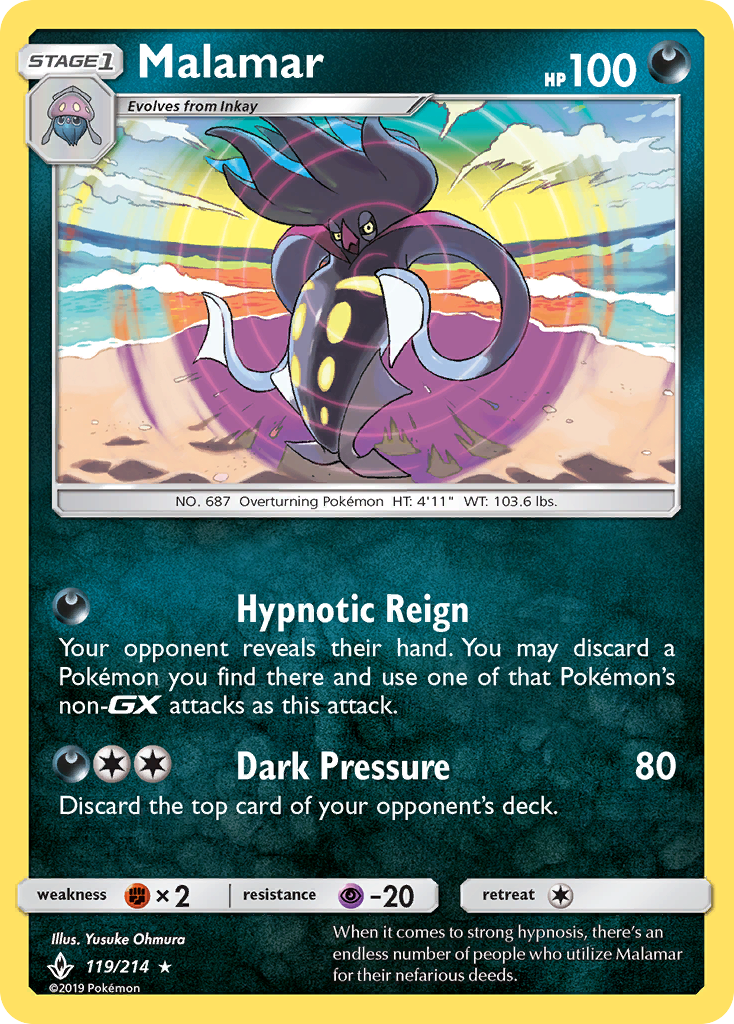 STAGE1
Malamar
HP 100
Evolves from Inkay
NO. 687 Overturning Pokémon HT: 4'11" WT: 103.6 lbs.
Hypnotic Reign
Your opponent reveals their hand. You may discard a
Pokémon you find there and use one of that Pokémon's
non-GX attacks as this attack.
Dark Pressure 80
Discard the top card of your opponent's deck.
weakness ×2 resistance -20 retreat
Illus. Yusuke Ohmura
119/214
©2019 Pokémon
When it comes to strong hypnosis, there's an
endless number of people who utilize Malamar
for their nefarious deeds.